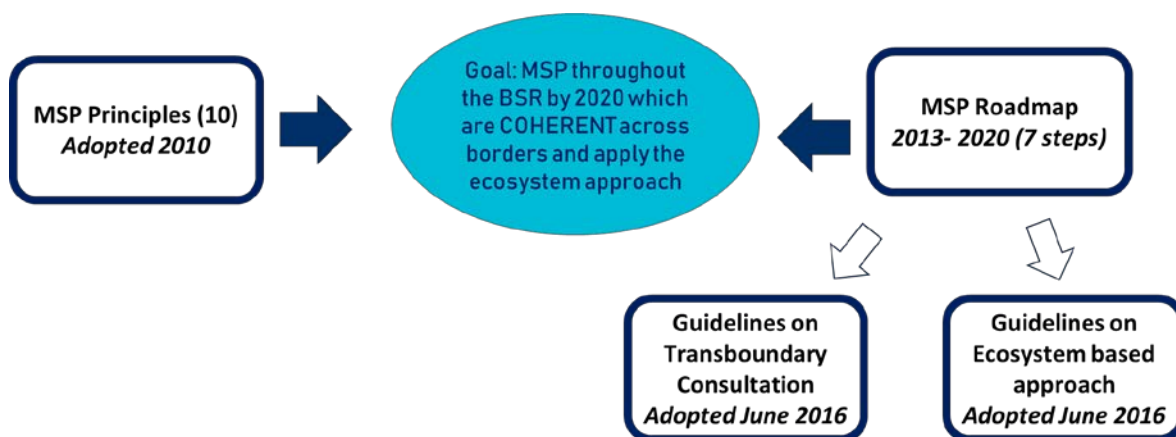 MSP Principles (10)
Adopted 2010
Goal: MSP throughout
the BSR by 2020 which
are COHERENT across
borders and apply the
ecosystem approach
MSP Roadmap
2013- 2020 (7 steps)
Guidelines on
Transboundary
Consultation
Adopted June 2016
Guidelines on
Ecosystem based
approach
Adopted June 2016